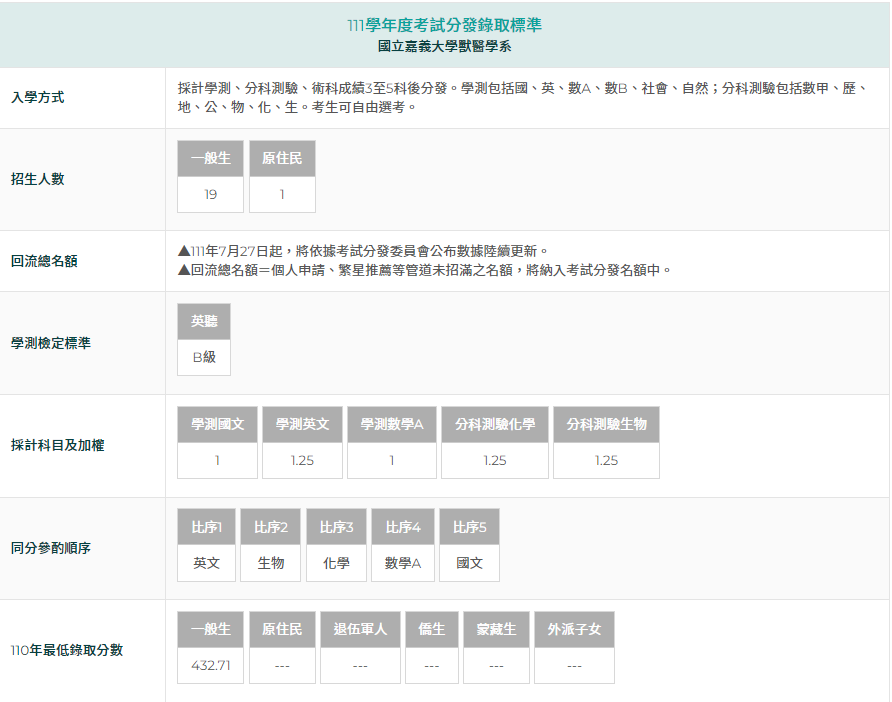 111學年度考試分發錄取標準
國立嘉義大學獸醫學系
入學方式
採計學測、分科測驗、術科成績3至5科後分發。學測包括國、英、數A、數B、社會、自然；分科測驗包括數甲、歷、
地、公、物、化、生。考生可自由選考。
招生人數
一般生 原住民
19 1
回流總名額
▲111年7月27日起，將依據考試分發委員會公布數據陸續更新。
▲回流總名額＝個人申請、繁星推薦等管道未招滿之名額，將納入考試分發名額中。
學測檢定標準
英聽
B級
採計科目及加權
學測國文 學測英文 學測數學A 分科測驗化學 分科測驗生物
1 1.25 1 1.25 1.25
同分參酌順序
比序1 比序2 比序3 比序4 比序5
英文 生物 化學 數學A 國文
110年最低錄取分數
一般生 原住民 退伍軍人 僑生 蒙藏生 外派子女
432.71 --- --- --- --- ---